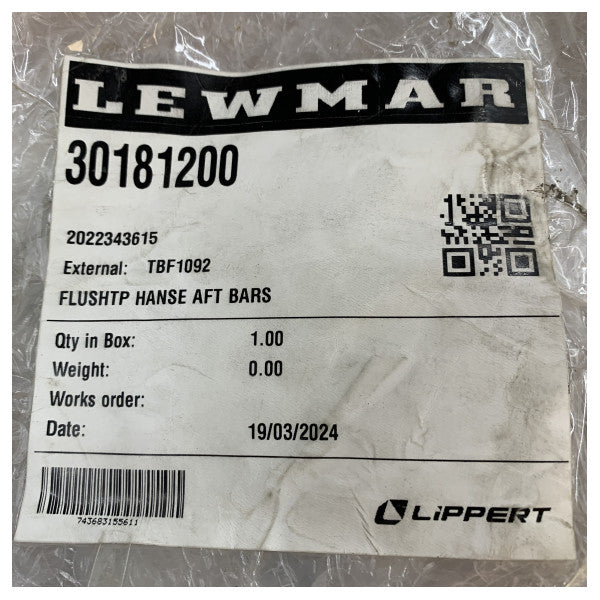 LEWMAR
30181200
2022343615
External: TBF1092
FLUSHTP HANSE AFT BARS
Qty in Box: 1.00
Weight: 0.00
Works order:
Date: 19/03/2024
743683155611
LIPPERT